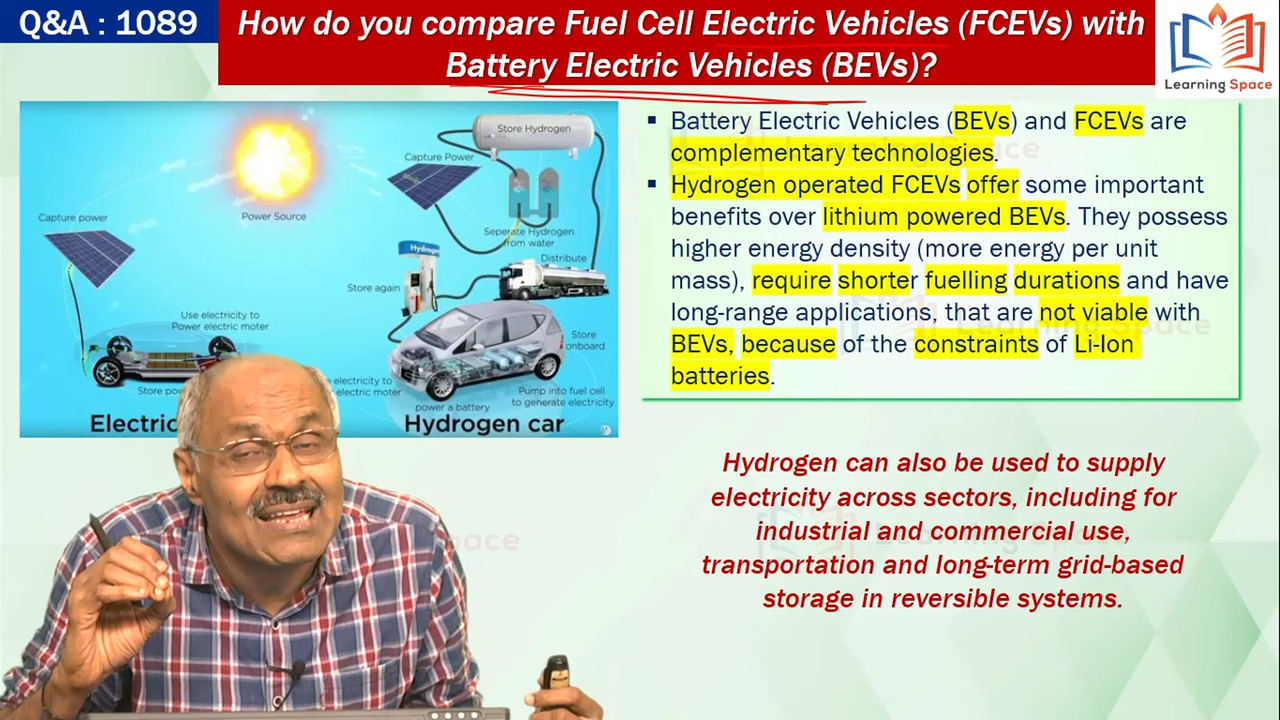 Q&A : 1089
How do you compare Fuel Cell Electric Vehicles (FCEVs) with
Battery Electric Vehicles (BEVs)?
Learning Space
Store Hydrogen
Capture Power
Power Source
Capture power
Seperate Hydrogen
from water
Hydrogen
Distribute
Store again
Use electricity to
Power electric moter
Store
onboard
Store
electricity to
electric moter
Pump into fuel cell
to generate electricity
power a battery
Electric
Hydrogen car
▪ Battery Electric Vehicles (BEVs) and FCEVs are
complementary technologies.
▪ Hydrogen operated FCEVs offer some important
benefits over lithium powered BEVs. They possess
higher energy density (more energy per unit
mass), require shorter fuelling durations and have
long-range applications, that are not viable with
BEVs, because of the constraints of Li-Ion
batteries.
Hydrogen can also be used to supply
electricity across sectors, including for
industrial and commercial use,
transportation and long-term grid-based
storage in reversible systems.